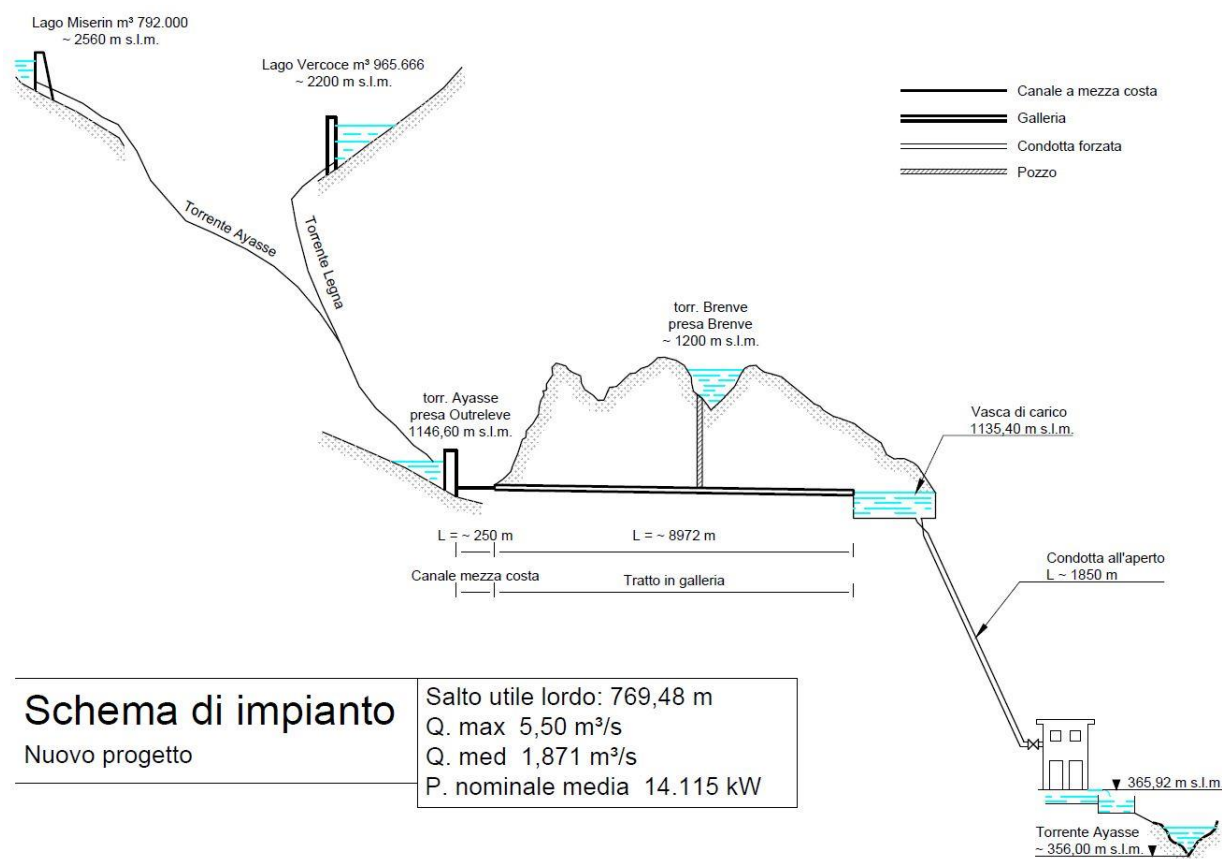 Lago Miserin m³ 792.000
~ 2560 m s.l.m.
Lago Vercoce m³ 965.666
~ 2200 m s.l.m.
Canale a mezza costa
Galleria
Condotta forzata
Pozzo
Torrente Ayasse
Torrente Legna
torr. Brenve
presa Brenve
~ 1200 m s.l.m.
torr. Ayasse
presa Outreleve
1146,60 m s.l.m.
Vasca di carico
1135,40 m s.l.m.
L = ~ 250 m
L = ~ 8972 m
Canale mezza costa
Tratto in galleria
Condotta all'aperto
L ~ 1850 m
Schema di impianto
Nuovo progetto
Salto utile lordo: 769,48 m
Q. max 5,50 m³/s
Q. med 1,871 m³/s
P. nominale media 14.115 kW
365,92 m s.l.m
Torrente Ayasse
~ 356,00 m s.l.m.